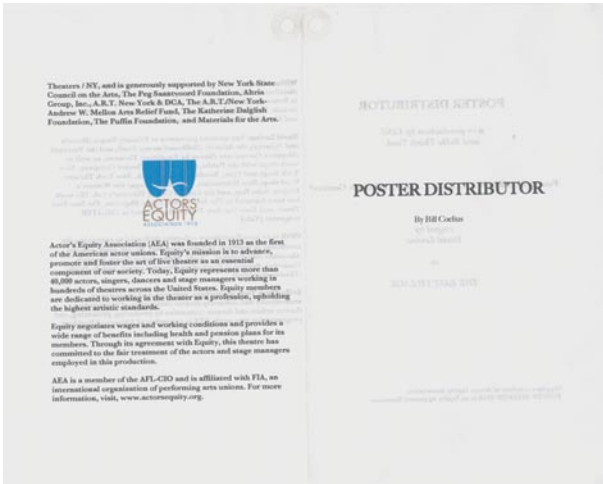 Theaters / NY, and is generously supported by New York State
Council on the Arts, The Peg Santvoord Foundation, Altria
Group, Inc., A.R.T. New York & DCA, The A.R.T./New York-
Andrew W. Mellon Arts Relief Fund, The Katherine Dalglish
Foundation, The Puffin Foundation, and Materials for the Arts.
ACTORS'
EQUITY
ASSOCIATION 1913
Actor's Equity Association (AEA) was founded in 1913 as the first
of the American actor unions. Equity's mission is to advance,
promote and foster the art of live theater as an essential
component of our society. Today, Equity represents more than
40,000 actors, singers, dancers and stage managers working in
hundreds of theatres across the United States. Equity members
are dedicated to working in the theater as a profession, upholding
the highest artistic standards.
Equity negotiates wages and working conditions and provides a
wide range of benefits including health and pension plans for its
members. Through its agreement with Equity, this theatre has
committed to the fair treatment of the actors and stage managers
employed in this production.
AEA is a member of the AFL-CIO and is affiliated with FIA, an
international organization of performing arts unions. For more
information, visit, www.actorsequity.org.
POSTER DISTRIBUTOR
By Bill Coelius